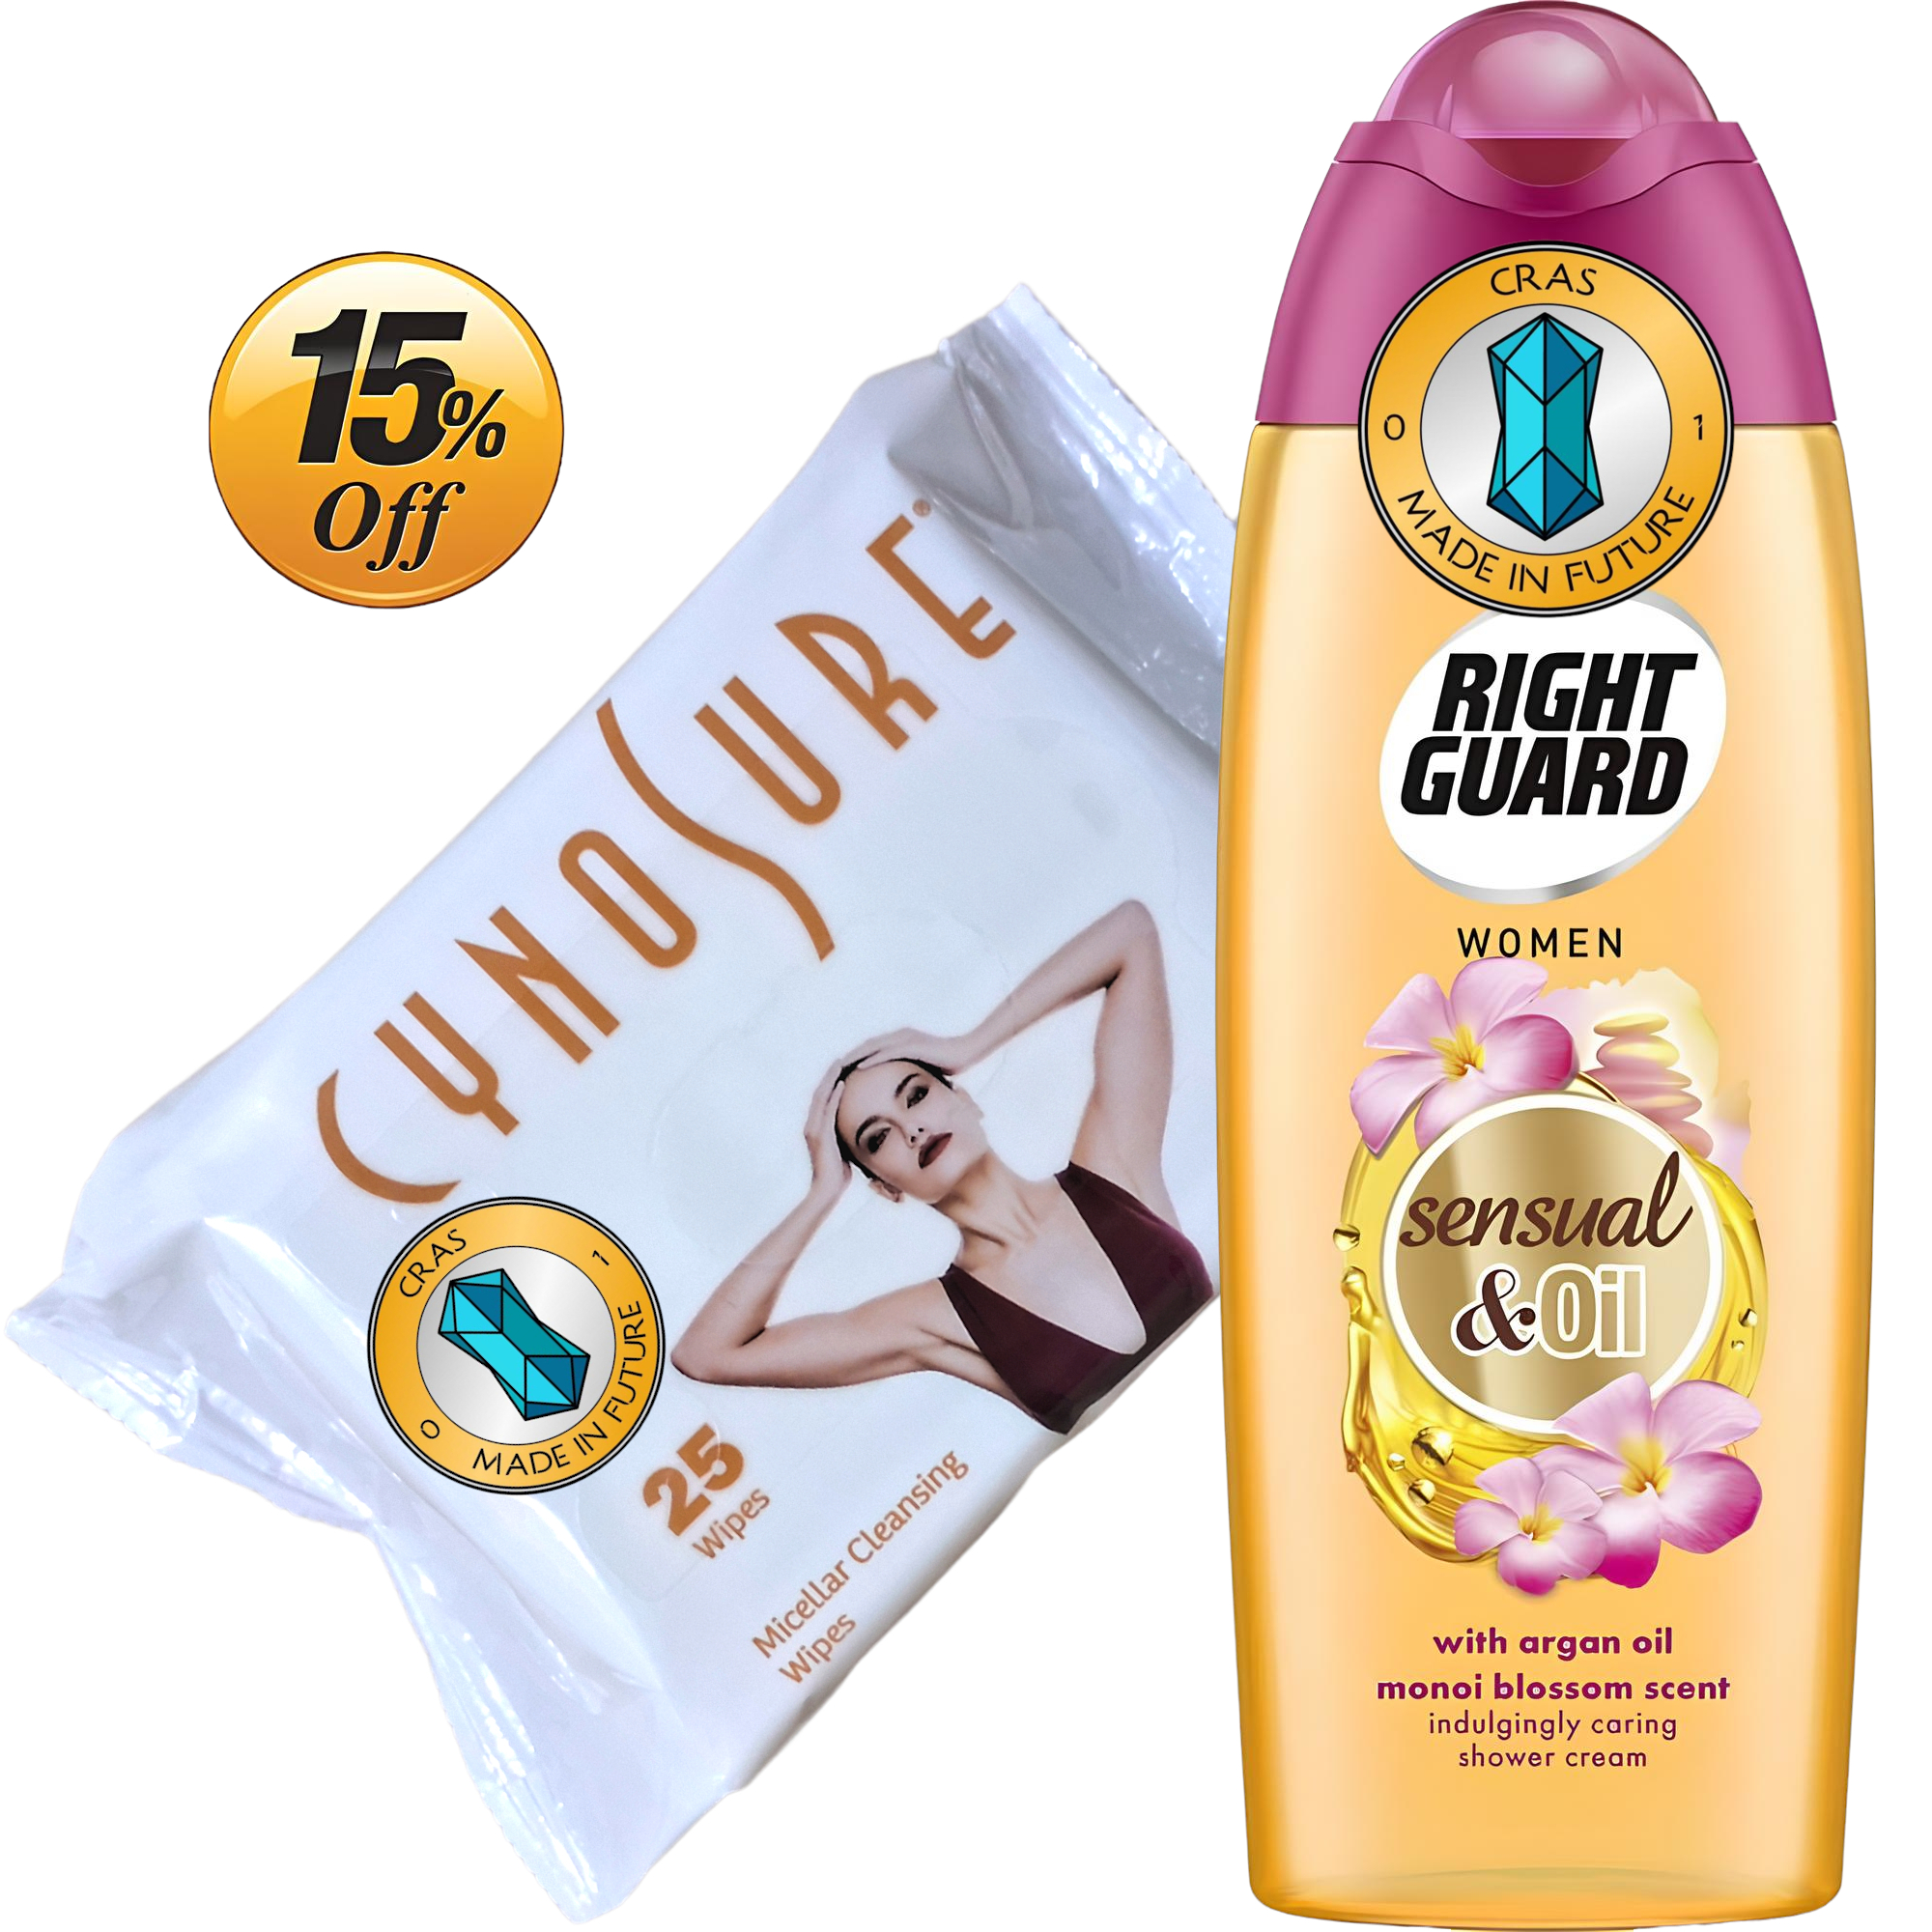 15%
Off
CYNOSURE®
CRAS
0 1
MADE IN FUTURE
25
Wipes
Micellar Cleansing
Wipes
CRAS
0 1
MADE IN FUTURE
RIGHT
GUARD
WOMEN
sensual
&Oil
with argan oil
monoi blossom scent
indulgingly caring
shower cream